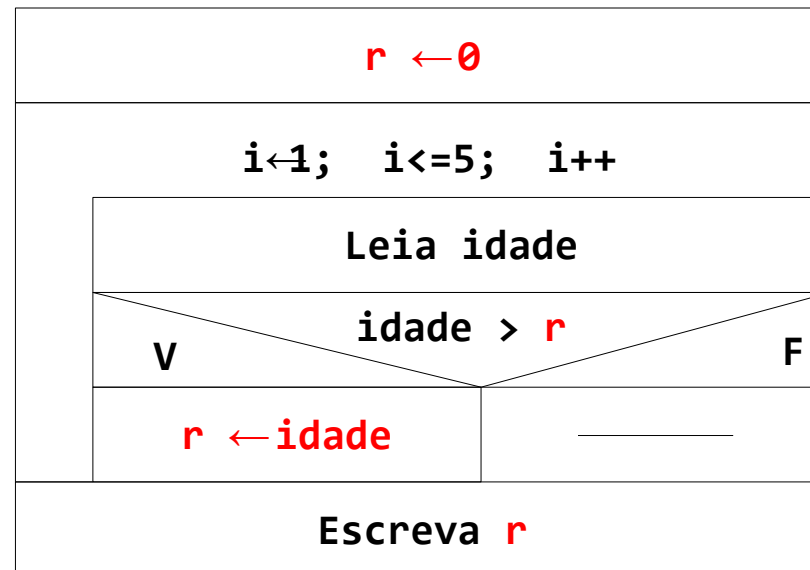 r ←0
i←1; i<=5; i++
Leia idade
idade > r
V F
r ←idade
Escreva r